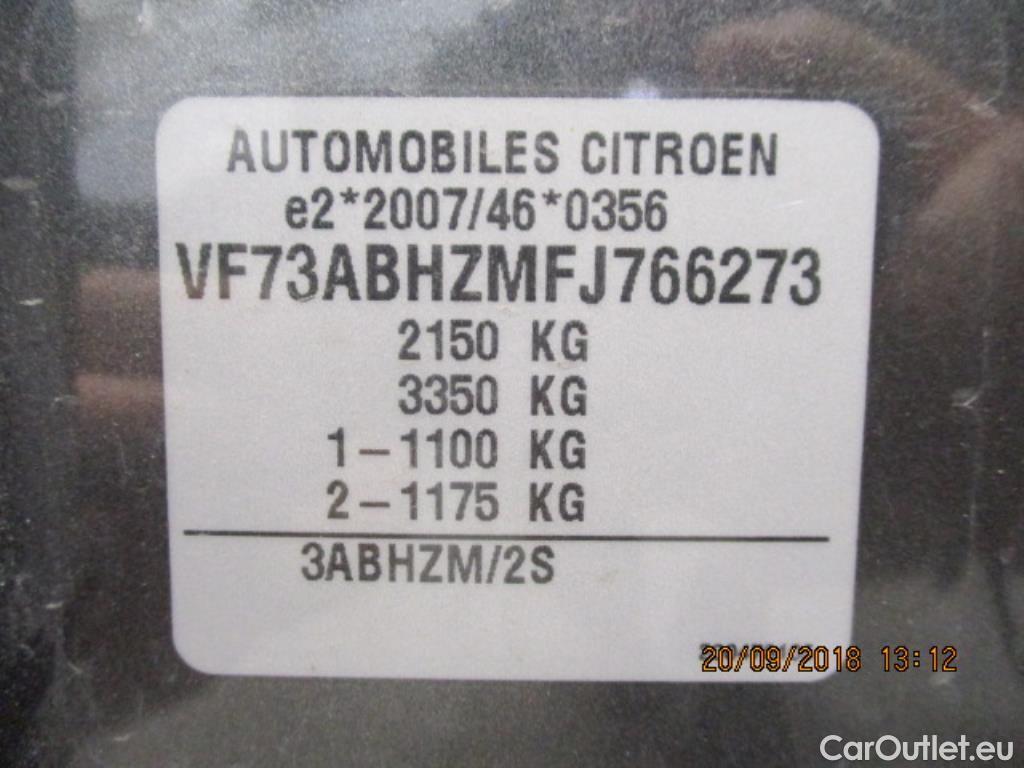 AUTOMOBILES CITROEN
e2*2007/46*0356
VF73ABHZMFJ766273
2150 KG
3350 KG
1-1100 KG
2-1175 KG
3ABHZM/2S
20/09/2018 13:12
CarOutlet.eu